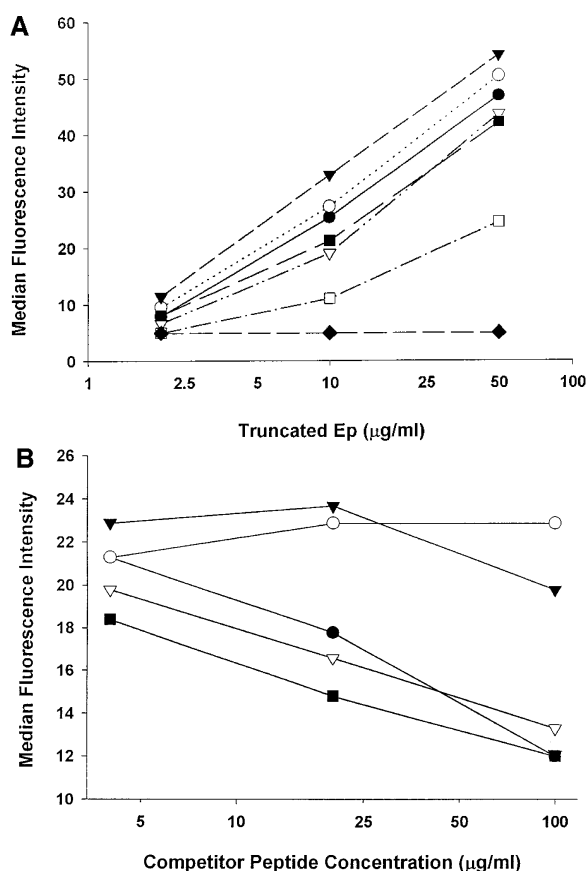 A
60
50
40
30
20
10
0
Median Fluorescence Intensity
1 2.5 5 10 25 50 100
Truncated Ep (μg/ml)
B
26
24
22
20
18
16
14
12
10
Median Fluorescence Intensity
5 10 25 50 100
Competitor Peptide Concentration (μg/ml)